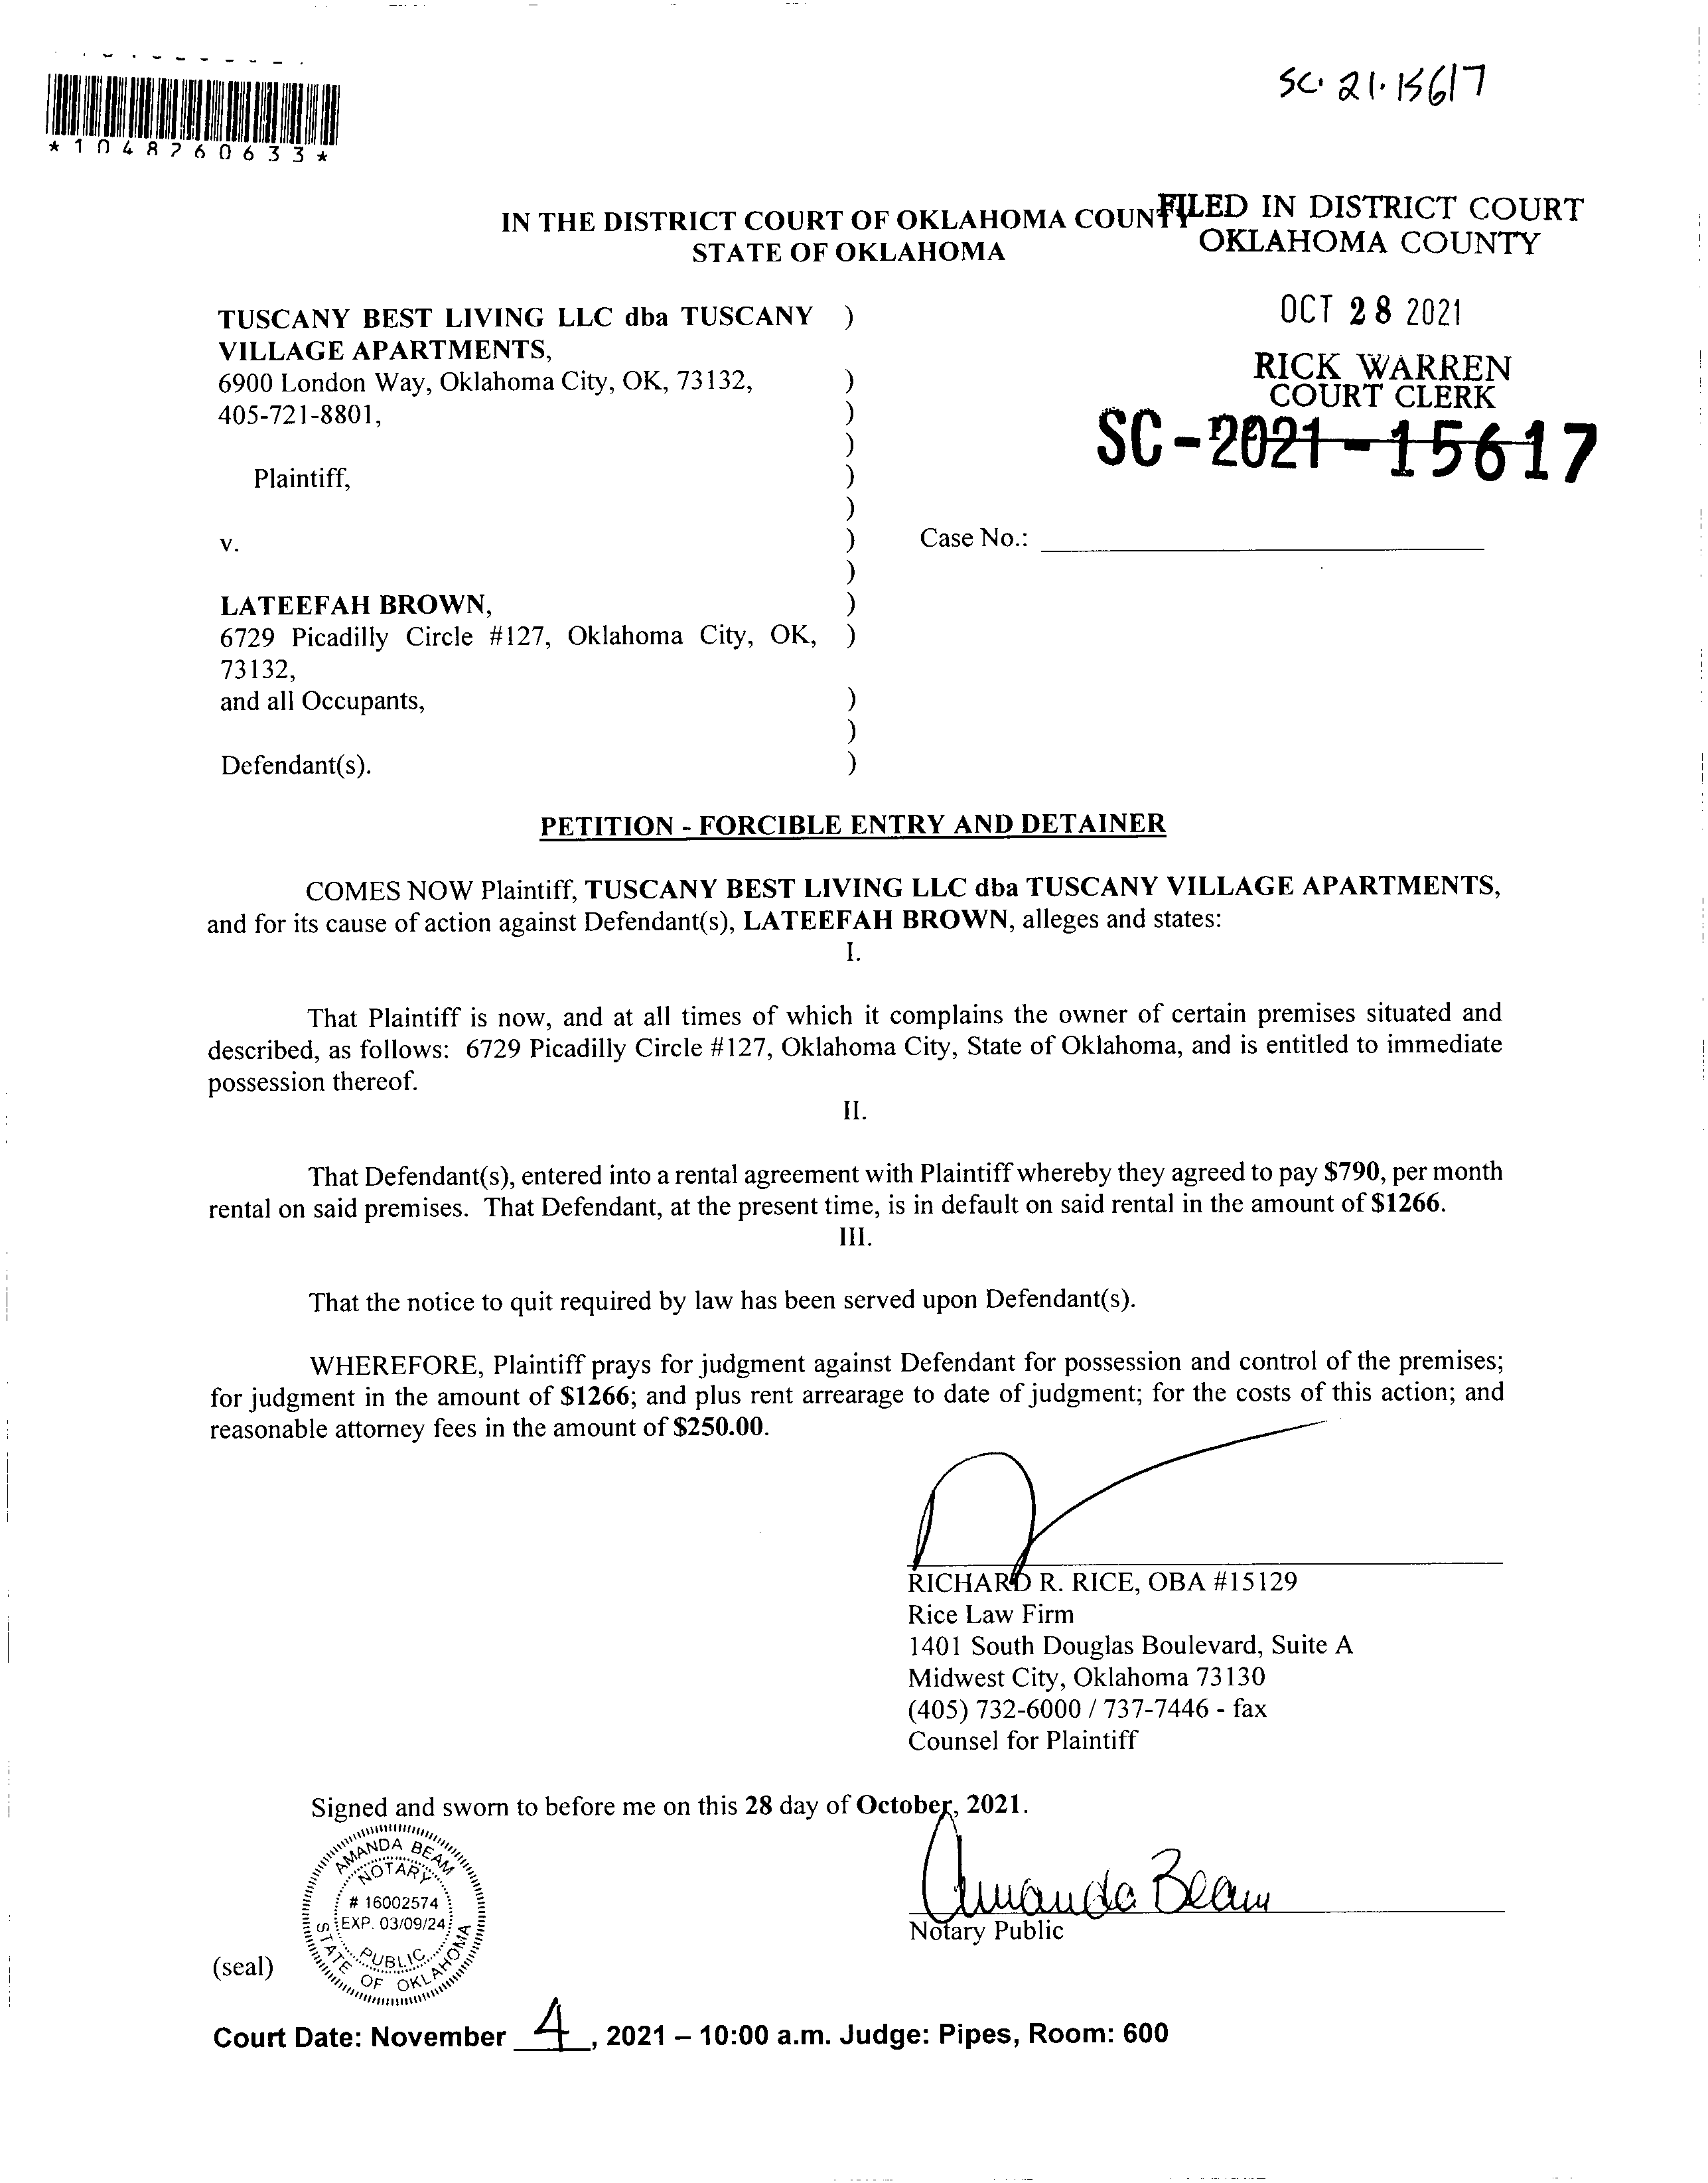 SC. 21. 15617
*1048760633*
IN THE DISTRICT COURT OF OKLAHOMA COUNTY
STATE OF OKLAHOMA
FILED IN DISTRICT COURT
OKLAHOMA COUNTY
OCT 28 2021
RICK WARREN
COURT CLERK
SC-2021-15617
TUSCANY BEST LIVING LLC dba TUSCANY )
VILLAGE APARTMENTS,
6900 London Way, Oklahoma City, OK, 73132, )
405-721-8801, )
)
Plaintiff, )
)
v. )
Case No.:
)
LATEEFAH BROWN, )
6729 Picadilly Circle #127, Oklahoma City, OK, )
73132,
and all Occupants, )
)
Defendant(s). )
PETITION - FORCIBLE ENTRY AND DETAINER
COMES NOW Plaintiff, TUSCANY BEST LIVING LLC dba TUSCANY VILLAGE APARTMENTS,
and for its cause of action against Defendant(s), LATEEFAH BROWN, alleges and states:
I.
That Plaintiff is now, and at all times of which it complains the owner of certain premises situated and
described, as follows: 6729 Picadilly Circle #127, Oklahoma City, State of Oklahoma, and is entitled to immediate
possession thereof.
II.
That Defendant(s), entered into a rental agreement with Plaintiff whereby they agreed to pay $790, per month
rental on said premises. That Defendant, at the present time, is in default on said rental in the amount of $1266.
III.
That the notice to quit required by law has been served upon Defendant(s).
WHEREFORE, Plaintiff prays for judgment against Defendant for possession and control of the premises;
for judgment in the amount of $1266; and plus rent arrearage to date of judgment; for the costs of this action; and
reasonable attorney fees in the amount of $250.00.
RICHARD R. RICE, OBA #15129
Rice Law Firm
1401 South Douglas Boulevard, Suite A
Midwest City, Oklahoma 73130
(405) 732-6000 / 737-7446 - fax
Counsel for Plaintiff
Signed and sworn to before me on this 28 day of October, 2021.
AMANDA BEAM
NOTARY
# 16002574
EXP. 03/09/24
PUBLIC
STATE OF OKLAHOMA
Amanda Beam
Notary Public
(seal)
Court Date: November 4, 2021 – 10:00 a.m. Judge: Pipes, Room: 600